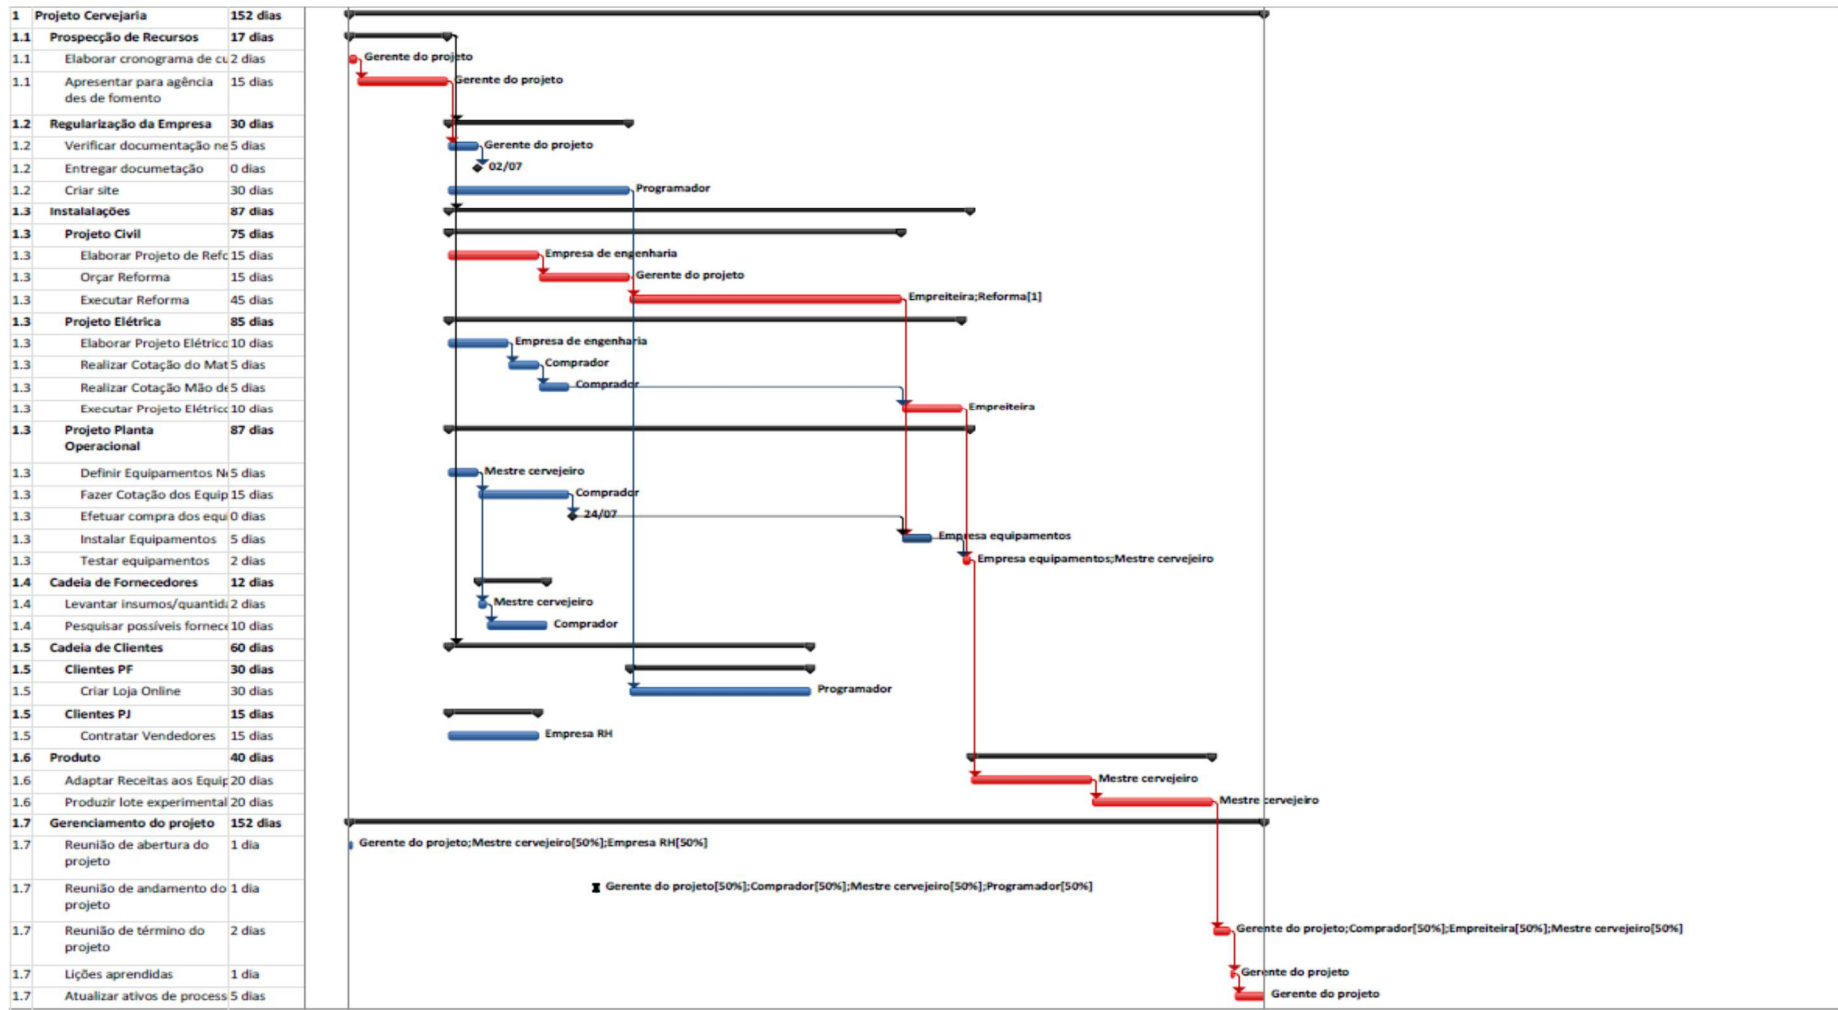 1 Projeto Cervejaria 152 dias
1.1 Prospecção de Recursos 17 dias
1.1 Elaborar cronograma de cu 2 dias Gerente do projeto
1.1 Apresentar para agência 15 dias Gerente do projeto
des de fomento
1.2 Regularização da Empresa 30 dias
1.2 Verificar documentação ne 5 dias Gerente do projeto
1.2 Entregar documetação 0 dias 02/07
1.2 Criar site 30 dias Programador
1.3 Instalalações 87 dias
1.3 Projeto Civil 75 dias
1.3 Elaborar Projeto de Refo 15 dias Empresa de engenharia
1.3 Orçar Reforma 15 dias Gerente do projeto
1.3 Executar Reforma 45 dias Empreiteira;Reforma[1]
1.3 Projeto Elétrica 85 dias
1.3 Elaborar Projeto Elétrico 10 dias Empresa de engenharia
1.3 Realizar Cotação do Mat 5 dias Comprador
1.3 Realizar Cotação Mão de 5 dias Comprador
1.3 Executar Projeto Elétrico 10 dias Empreiteira
1.3 Projeto Planta 87 dias
Operacional
1.3 Definir Equipamentos Ne 5 dias Mestre cervejeiro
1.3 Fazer Cotação dos Equip 15 dias Comprador
1.3 Efetuar compra dos equi 0 dias 24/07
1.3 Instalar Equipamentos 5 dias Empresa equipamentos
1.3 Testar equipamentos 2 dias Empresa equipamentos;Mestre cervejeiro
1.4 Cadeia de Fornecedores 12 dias
1.4 Levantar insumos/quantida 2 dias Mestre cervejeiro
1.4 Pesquisar possíveis fornece 10 dias Comprador
1.5 Cadeia de Clientes 60 dias
1.5 Clientes PF 30 dias
1.5 Criar Loja Online 30 dias Programador
1.5 Clientes PJ 15 dias
1.5 Contratar Vendedores 15 dias Empresa RH
1.6 Produto 40 dias
1.6 Adaptar Receitas aos Equip 20 dias Mestre cervejeiro
1.6 Produzir lote experimental 20 dias Mestre cervejeiro
1.7 Gerenciamento do projeto 152 dias
1.7 Reunião de abertura do 1 dia Gerente do projeto;Mestre cervejeiro[50%];Empresa RH[50%]
projeto
1.7 Reunião de andamento do 1 dia Gerente do projeto[50%];Comprador[50%];Mestre cervejeiro[50%];Programador[50%]
projeto
1.7 Reunião de término do 2 dias Gerente do projeto;Comprador[50%];Empreiteira[50%];Mestre cervejeiro[50%]
projeto
1.7 Lições aprendidas 1 dia Gerente do projeto
1.7 Atualizar ativos de process 5 dias Gerente do projeto